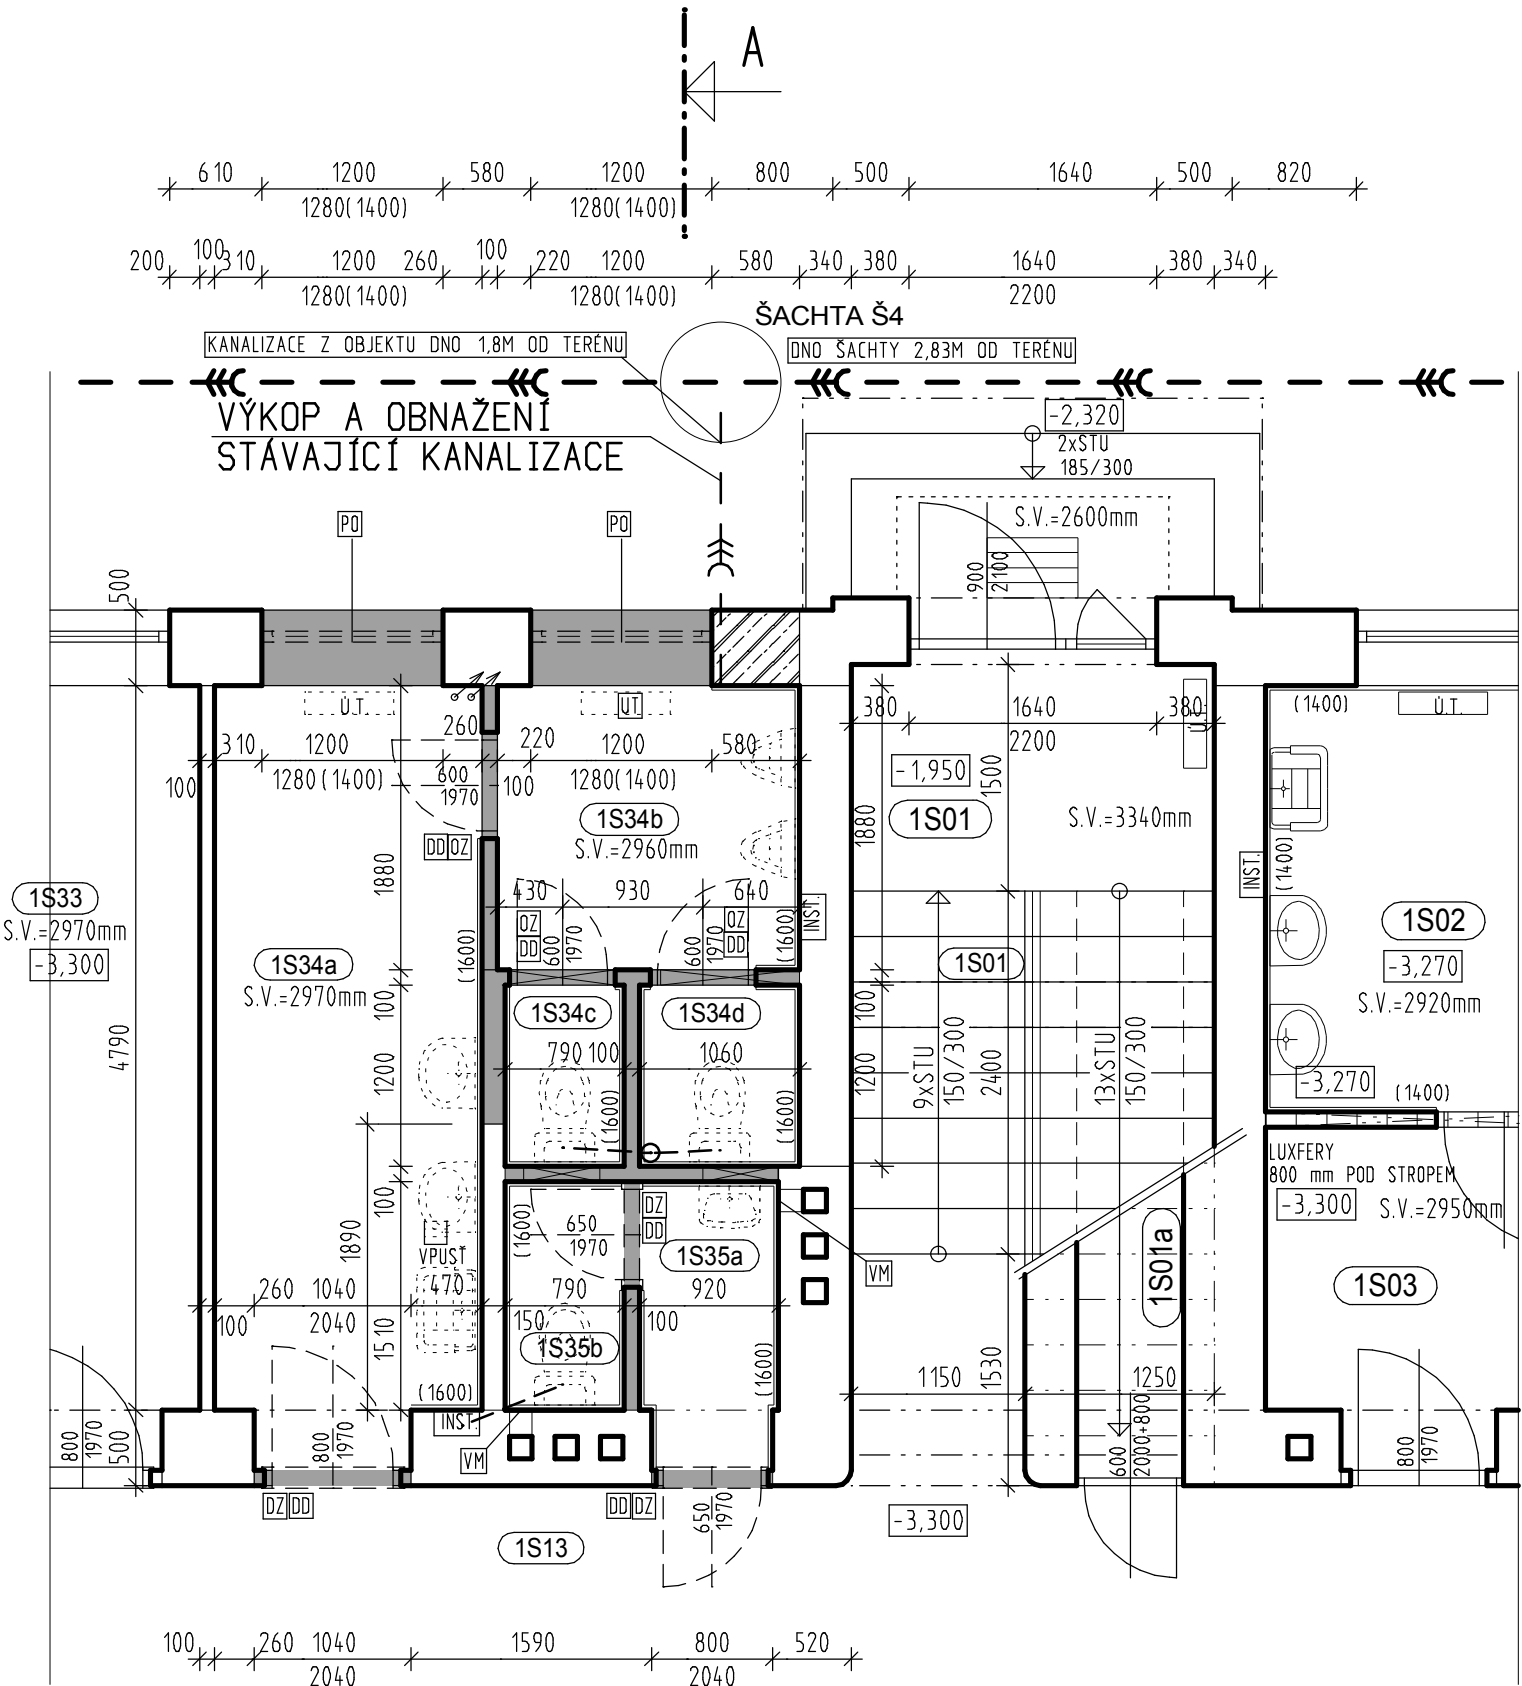 A
610 1200 580 1200 800 500 1640 500 820
1280(1400) 1280(1400)
200 100 310 1200 260 100 220 1200 580 340 380 1640 380 340
1280(1400) 1280(1400) 2200
ŠACHTA Š4
KANALIZACE Z OBJEKTU DNO 1,8M OD TERÉNU
DNO ŠACHTY 2,83M OD TERÉNU
VÝKOP A OBNAŽENÍ
STÁVAJÍCÍ KANALIZACE
-2,320
2xSTU
185/300
S.V.=2600mm
PO PO
900
2100
500
Ú.T. ÚT
260
380 1640 380
2200
(1400) Ú.T.
310 1200 220 1200 580
100 1280(1400) 600 100 1280(1400)
1970
-1,950
1500
1S34b
S.V.=2960mm
1S01
S.V.=3340mm
DD OZ
1880
1880
INST.
(1400)
1S33
S.V.=2970mm
-3,300
430 930 640
OZ
DD
600
1970
OZ
DD
600
1970
(1600)
INST.
1S02
-3,270
S.V.=2920mm
1S34a
S.V.=2970mm
(1600)
1S01
100
100
1S34c 1S34d
4790
1200
790 100 1060
1200
9xSTU
150/300
2400
13xSTU
150/300
-3,270
(1400)
(1600)
(1600)
LUXFERY
800 mm POD STROPEM
-3,300
S.V.=2950mm
100
1890
VPUSŤ
(1600)
650
1970
DZ
DD
1S35a
VM
1S01a
1S03
260 1040 470 790 920
100 2040 150 100
1510
1S35b
(1600)
(1600)
1150 1530 1250
INST.
VM
800
1970
500
800
1970
600
2000+800
800
1970
DZ DD
DD DZ
650
1970
-3,300
1S13
100 260 1040 1590 800 520
2040 2040